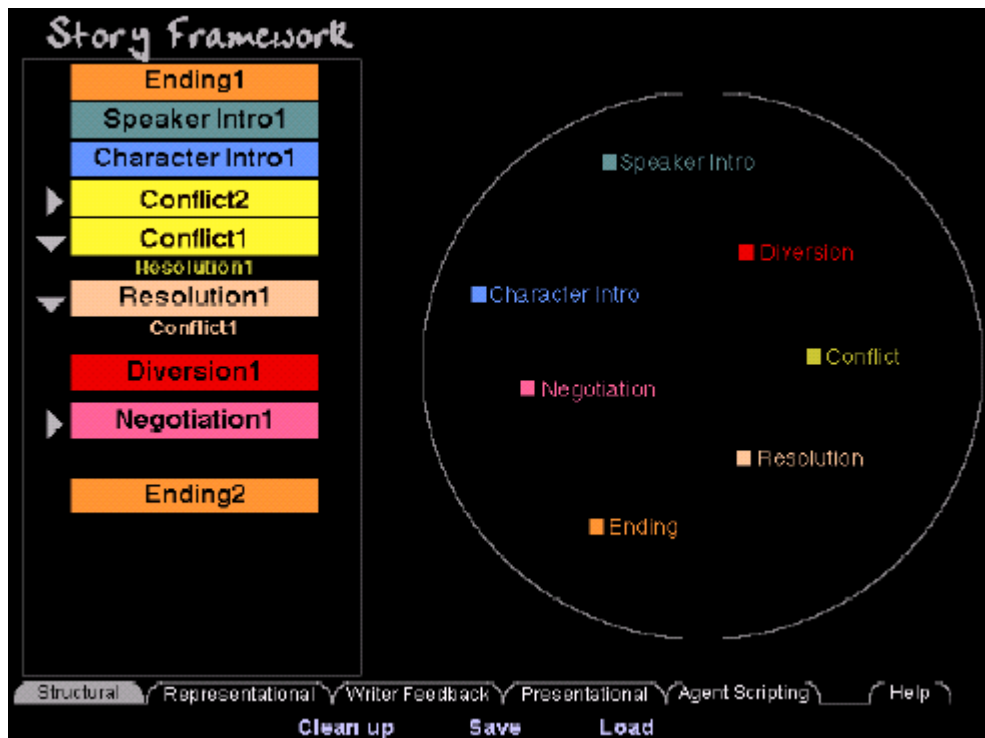 Story Framework
Ending1
Speaker Intro1
Character Intro1
Conflict2
Conflict1
Resolution1
Resolution1
Conflict1
Diversion1
Negotiation1
Ending2
Speaker Intro
Diversion
Character Intro
Conflict
Negotiation
Resolution
Ending
Structural Representational Writer Feedback Presentational Agent Scripting Help
Clean up Save Load